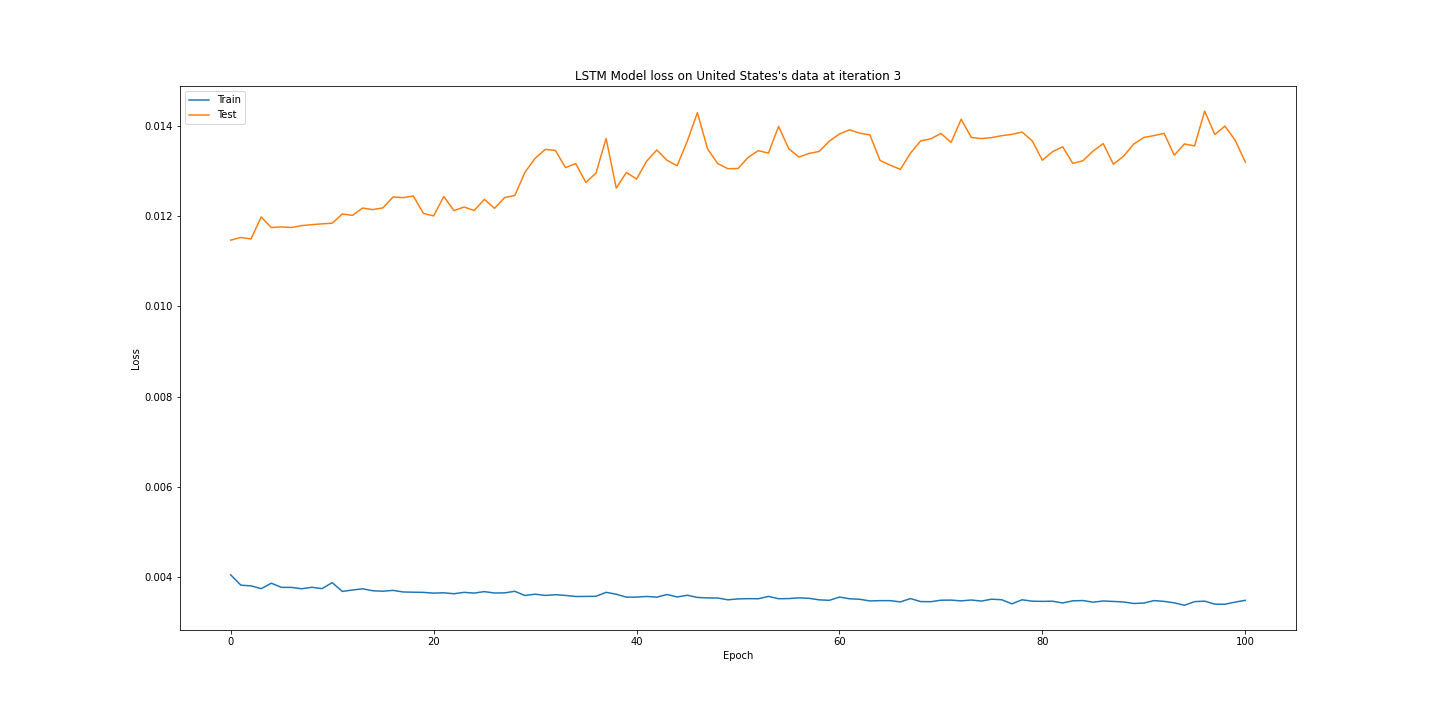 LSTM Model loss on United States's data at iteration 3
Train
Test
0.014
0.012
0.010
0.008
0.006
0.004
Loss
0 20 40 60 80 100
Epoch